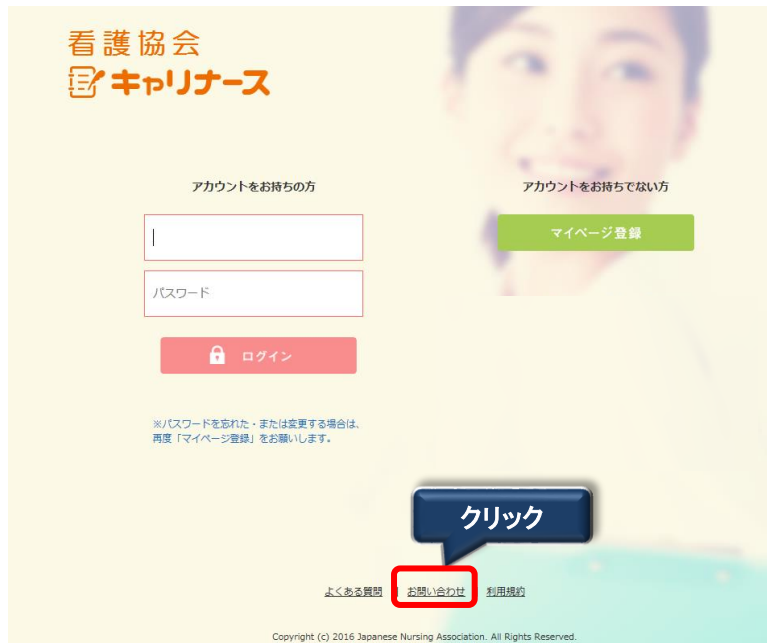 看護協会
キャリナース
アカウントをお持ちの方
アカウントをお持ちでない方
マイページ登録
パスワード
ログイン
※パスワードを忘れた・または変更する場合は、
再度「マイページ登録」をお願いします。
クリック
よくある質問 | お問い合わせ 利用規約
Copyright (c) 2016 Japanese Nursing Association. All Rights Reserved.